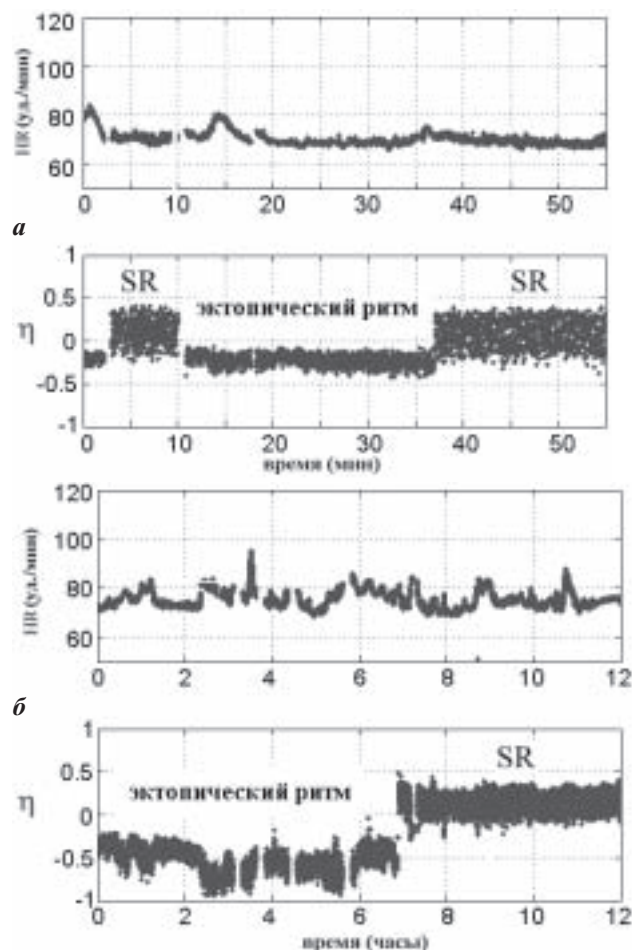 120
100
80
60
HR (уд./мин)
0 10 20 30 40 50
а
1
0.5
0
-0.5
-1
η
SR эктопический ритм SR
0 10 20 30 40 50
время (мин)
120
100
80
60
HR (уд./мин)
0 2 4 6 8 10 12
б
1
0.5
0
-0.5
-1
η
эктопический ритм SR
0 2 4 6 8 10 12
время (часы)